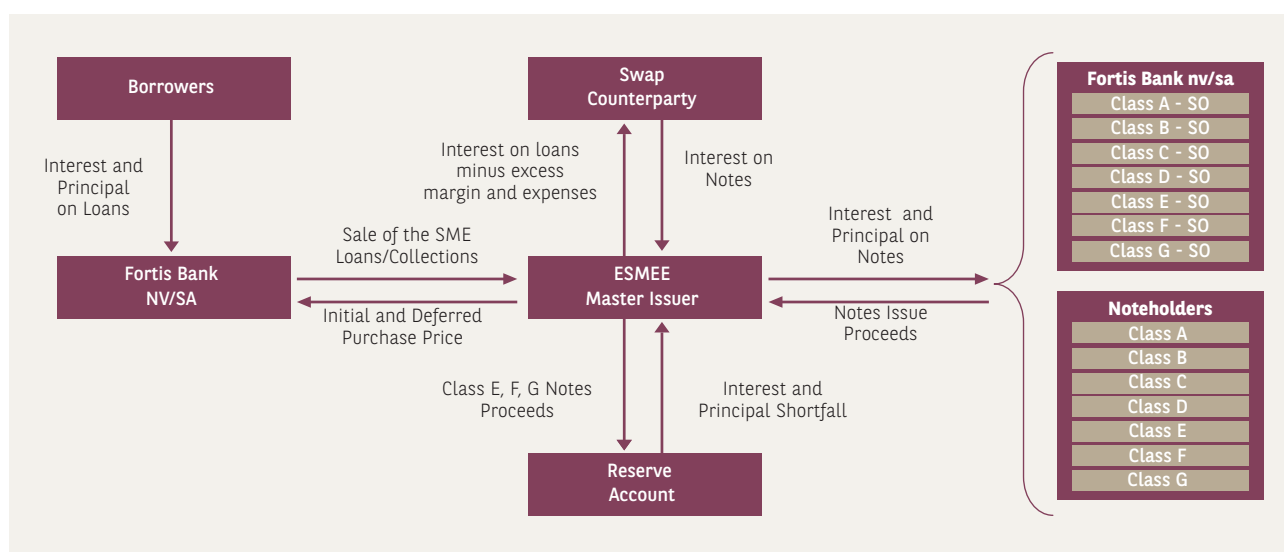 Borrowers
Swap
Counterparty
Interest and
Principal
on Loans
Interest on loans
minus excess
margin and expenses
Interest on
Notes
Fortis Bank
NV/SA
Sale of the SME
Loans/Collections
Initial and Deferred
Purchase Price
ESMEE
Master Issuer
Interest and
Principal on
Notes
Notes Issue
Proceeds
Class E, F, G Notes
Proceeds
Interest and
Principal Shortfall
Reserve
Account
Fortis Bank nv/sa
Class A - SO
Class B - SO
Class C - SO
Class D - SO
Class E - SO
Class F - SO
Class G - SO
Noteholders
Class A
Class B
Class C
Class D
Class E
Class F
Class G